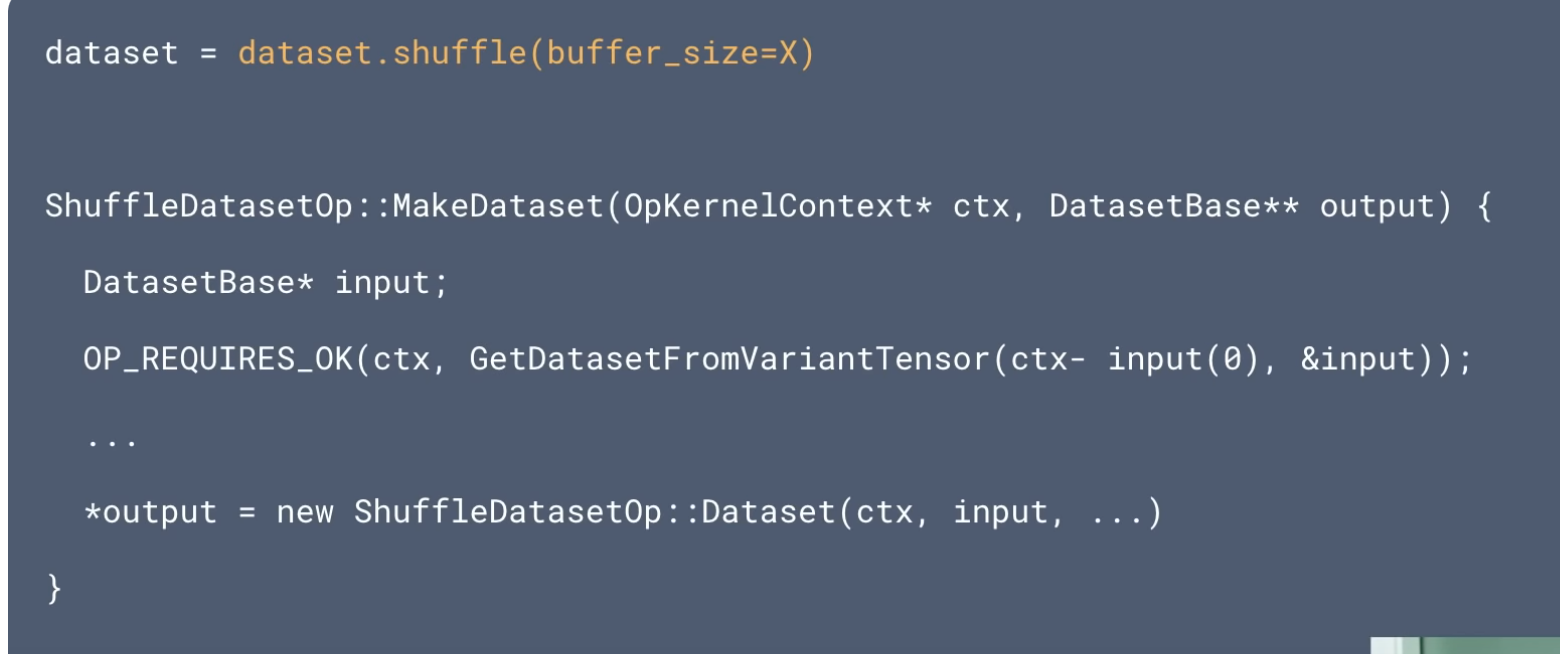 dataset = dataset.shuffle(buffer_size=X)
ShuffleDatasetOp::MakeDataset(OpKernelContext* ctx, DatasetBase** output) {
DatasetBase* input;
OP_REQUIRES_OK(ctx, GetDatasetFromVariantTensor(ctx- input(0), &input));
...
*output = new ShuffleDatasetOp::Dataset(ctx, input, ...)
}